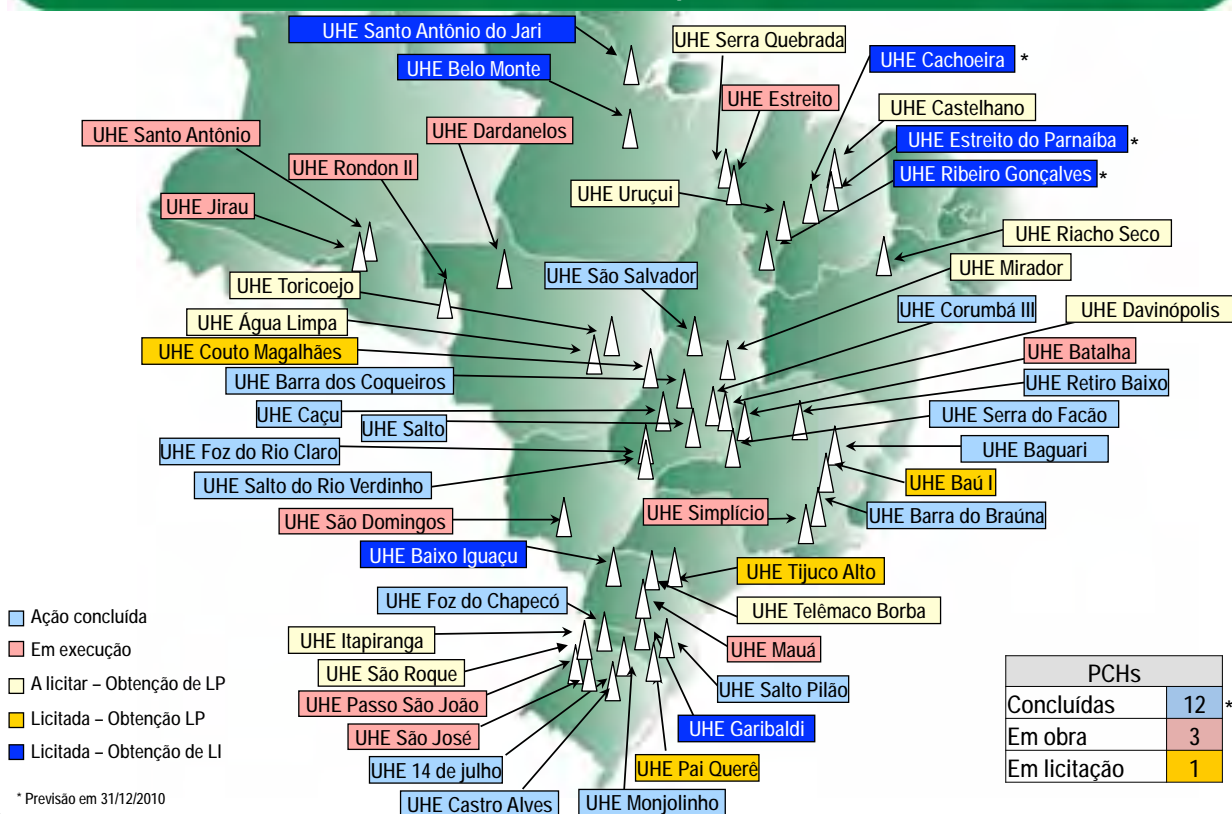 UHE Santo Antônio do Jari
UHE Serra Quebrada
UHE Cachoeira *
UHE Belo Monte
UHE Estreito
UHE Castelhano
UHE Santo Antônio
UHE Dardanelos
UHE Estreito do Parnaíba *
UHE Rondon II
UHE Ribeiro Gonçalves *
UHE Uruçuí
UHE Jirau
UHE Riacho Seco
UHE São Salvador
UHE Mirador
UHE Toricoejo
UHE Corumbá III
UHE Davinópolis
UHE Água Limpa
UHE Couto Magalhães
UHE Batalha
UHE Barra dos Coqueiros
UHE Retiro Baixo
UHE Caçu
UHE Serra do Facão
UHE Salto
UHE Foz do Rio Claro
UHE Baguari
UHE Salto do Rio Verdinho
UHE Baú I
UHE São Domingos
UHE Simplício
UHE Barra do Braúna
UHE Baixo Iguaçu
UHE Tijuco Alto
UHE Foz do Chapecó
UHE Telêmaco Borba
UHE Itapiranga
UHE Mauá
UHE São Roque
UHE Salto Pilão
UHE Passo São João
UHE Garibaldi
UHE São José
UHE 14 de julho
UHE Pai Querê
UHE Castro Alves
UHE Monjolinho
Ação concluída
Em execução
A licitar – Obtenção de LP
Licitada – Obtenção LP
Licitada – Obtenção de LI
* Previsão em 31/12/2010
PCHs
Concluídas 12 *
Em obra 3
Em licitação 1